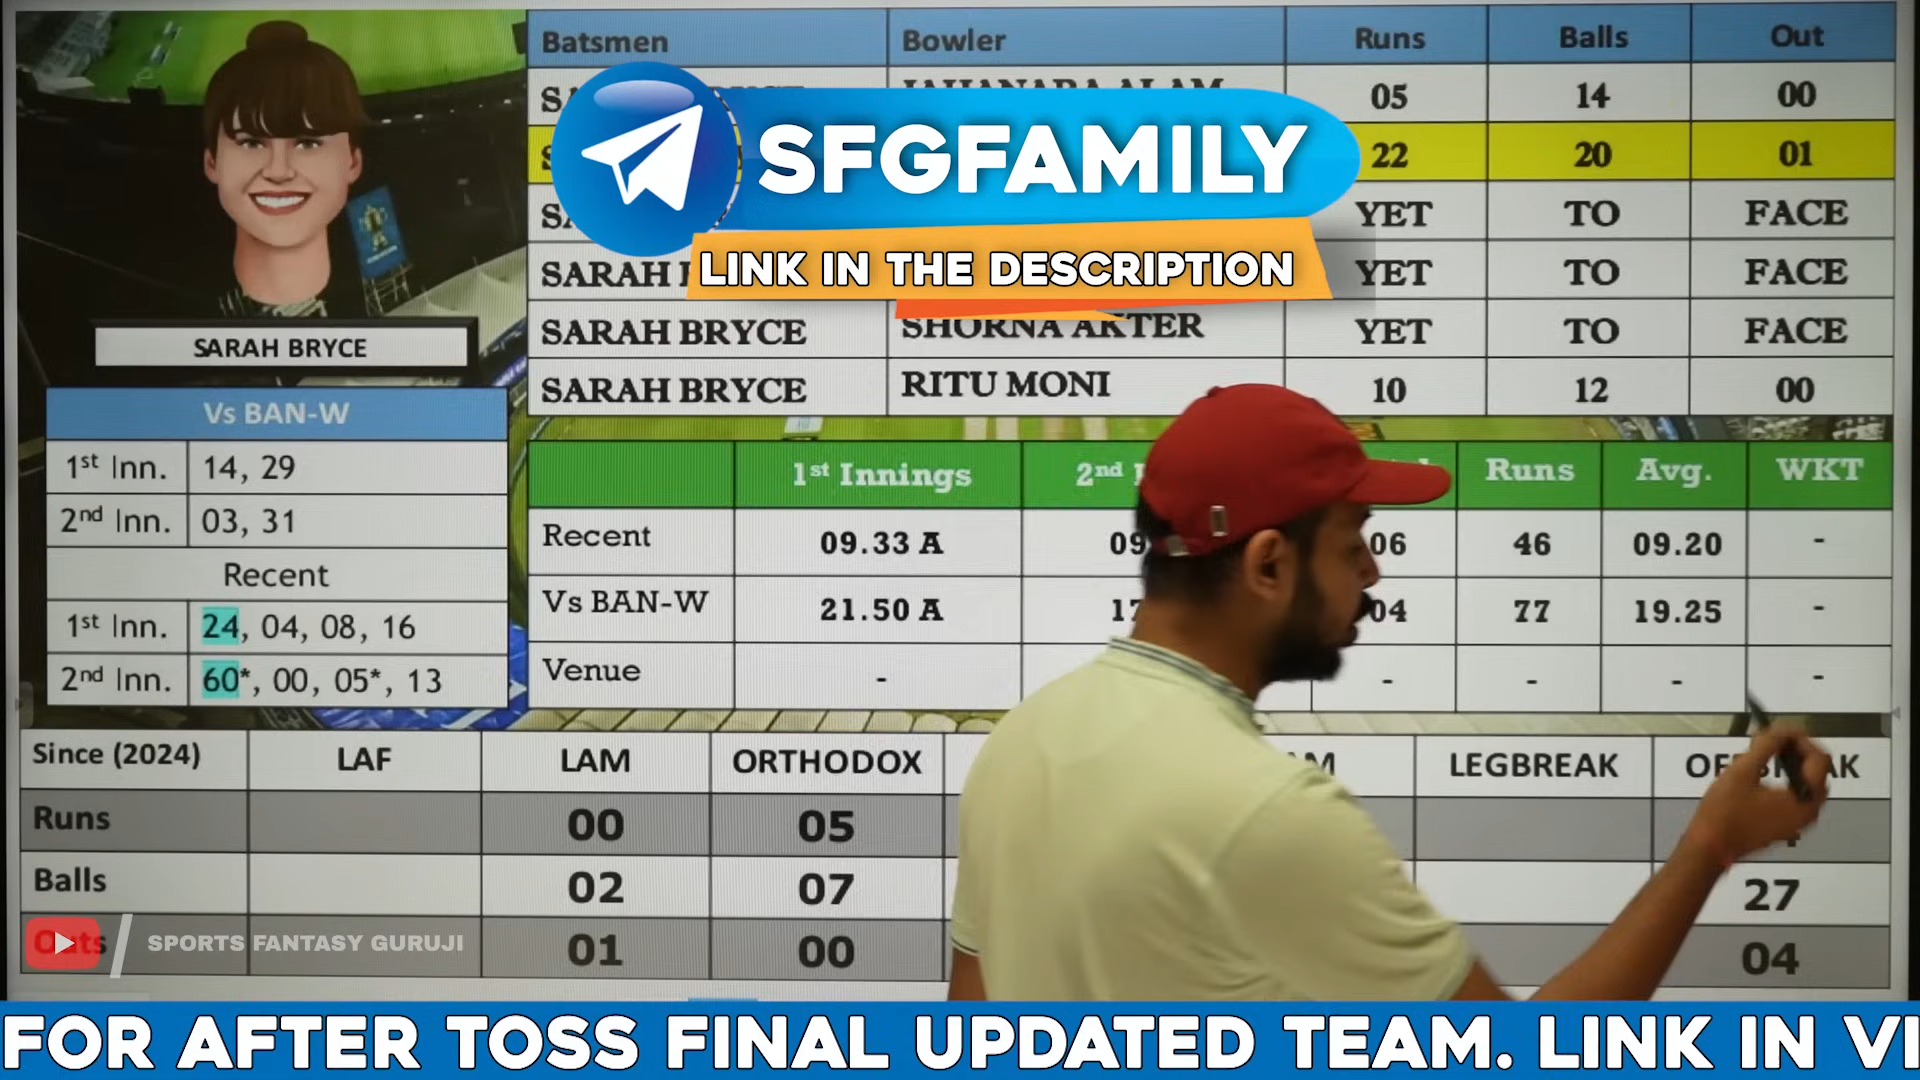 Batsmen Bowler Runs Balls Out
05 14 00
22 20 01
YET TO FACE
SARAH YET TO FACE
SARAH BRYCE SHORNA AKTER YET TO FACE
SARAH BRYCE RITU MONI 10 12 00
SFGFAMILY
LINK IN THE DESCRIPTION
SARAH BRYCE
Vs BAN-W
1st Inn. 14, 29
2nd Inn. 03, 31
Recent
1st Inn. 24, 04, 08, 16
2nd Inn. 60*, 00, 05*, 13
1st Innings 2nd Runs Avg. WKT
Recent 09.33 A 09 06 46 09.20 -
Vs BAN-W 21.50 A 17 04 77 19.25 -
Venue - - - - -
Since (2024) LAF LAM ORTHODOX LEGBREAK
Runs 00 05
Balls 02 07 27
01 00 04
SPORTS FANTASY GURUJI
FOR AFTER TOSS FINAL UPDATED TEAM. LINK IN VI